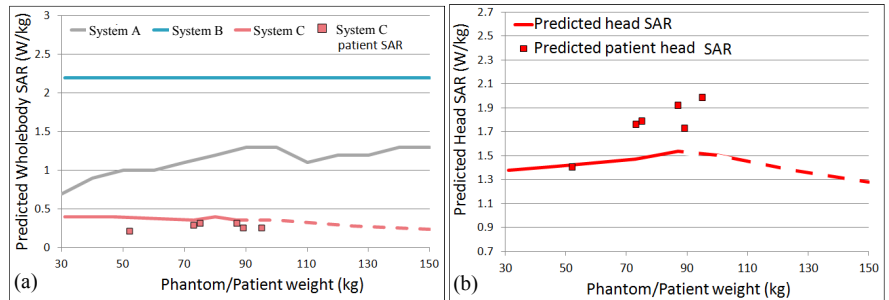 System A
System B
System C
System C
patient SAR
Predicted Wholebody SAR (W/kg)
3
2.5
2
1.5
1
0.5
0
30 50 70 90 110 130 150
Phantom/Patient weight (kg)
(a)
Predicted head SAR
Predicted patient head SAR
Predicted Head SAR (W/kg)
2.7
2.5
2.3
2.1
1.9
1.7
1.5
1.3
1.1
0.9
0.7
30 50 70 90 110 130 150
Phantom/Patient weight (kg)
(b)